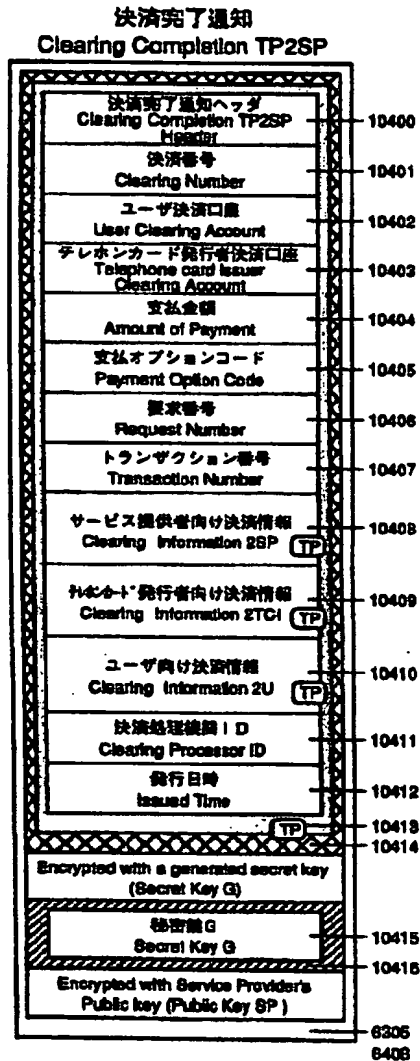 決済完了通知
Clearing Completion TP2SP
決済完了通知ヘッダ
Clearing Completion TP2SP
Header
10400
決済番号
Clearing Number
10401
ユーザ決済口座
User Clearing Account
10402
テレホンカード発行者決済口座
Telephone card Issuer
Clearing Account
10403
支払金額
Amount of Payment
10404
支払オプションコード
Payment Option Code
10405
要求番号
Request Number
10406
トランザクション番号
Transaction Number
10407
サービス提供者向け決済情報
Clearing Information 2SP
TP
10408
テレホンカード発行者向け決済情報
Clearing Information 2TCI
TP
10409
ユーザ向け決済情報
Clearing Information 2U
TP
10410
決済処理機関ID
Clearing Processor ID
10411
発行日時
Issued Time
10412
TP
10413
10414
Encrypted with a generated secret key
(Secret Key G)
秘密鍵G
Secret Key G
10415
10416
Encrypted with Service Provider's
Public key (Public Key SP )
6305
6406